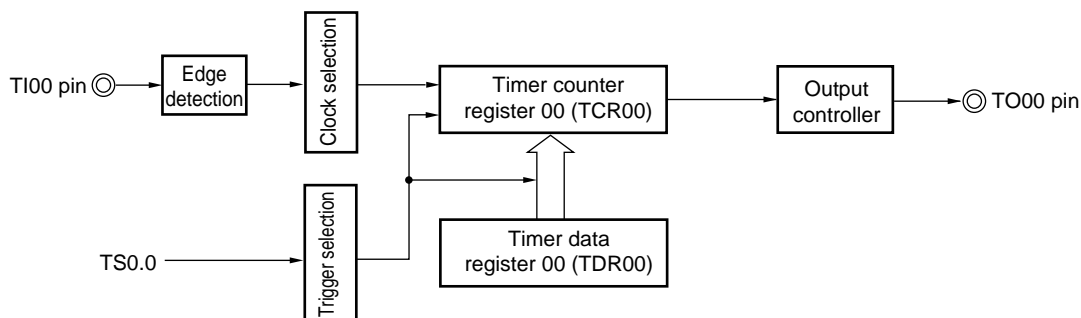 TI00 pin
Edge
detection
Clock selection
Timer counter
register 00 (TCR00)
Output
controller
TO00 pin
TS0.0
Trigger selection
Timer data
register 00 (TDR00)